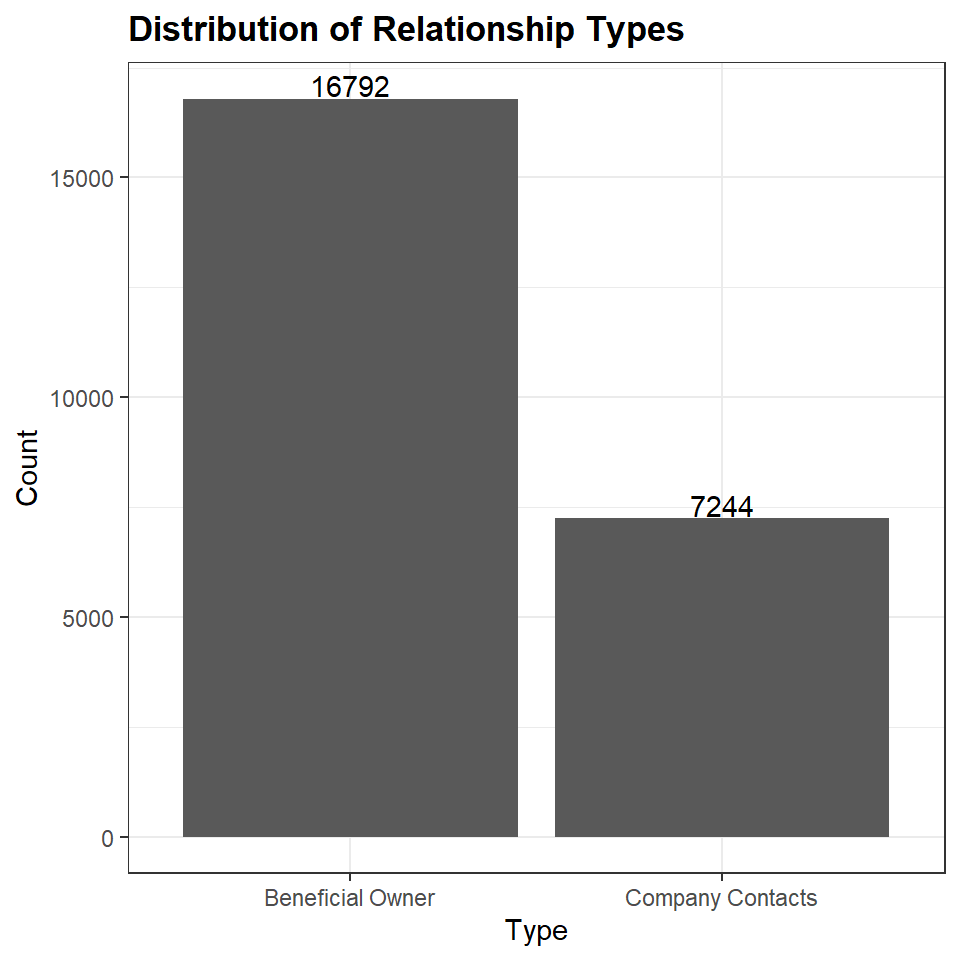 Distribution of Relationship Types
16792
7244
15000
10000
5000
0
Count
Beneficial Owner
Company Contacts
Type